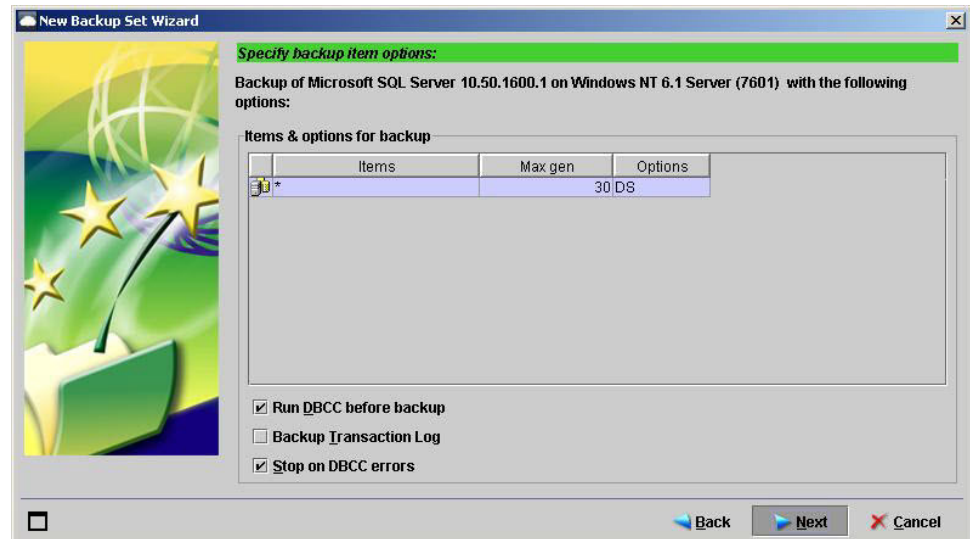 New Backup Set Wizard
Specify backup item options:
Backup of Microsoft SQL Server 10.50.1600.1 on Windows NT 6.1 Server (7601) with the following
options:
Items & options for backup
Items Max gen Options
* 30 DS
Run DBCC before backup
Backup Transaction Log
Stop on DBCC errors
Back Next Cancel